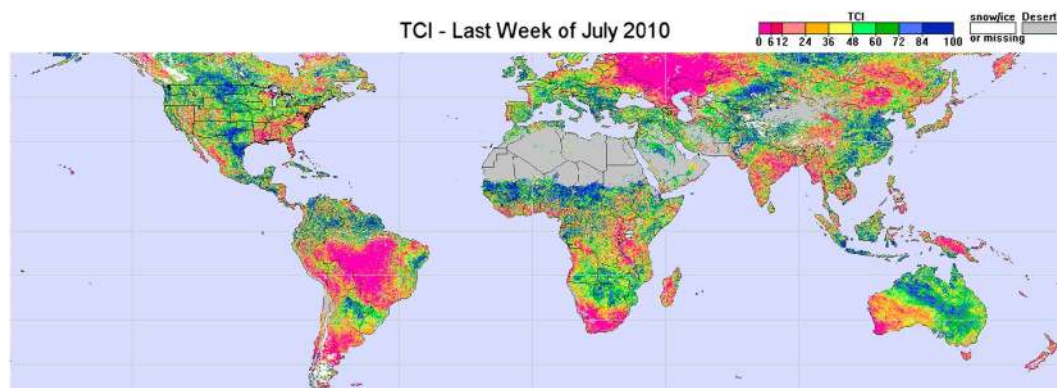 TCI - Last Week of July 2010
TCI
0 6 12 24 36 48 60 72 84 100
snow/ice
or missing
Desert